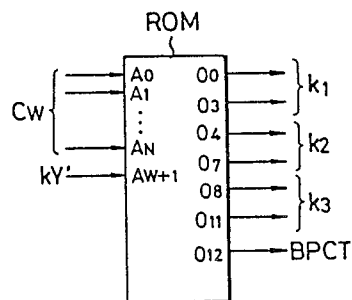 ROM
A0 O0
A1 k1
Cw O3
⋮ O4
k2
AN O7
kY' AW+1 O8
k3
O11
O12 BPCT